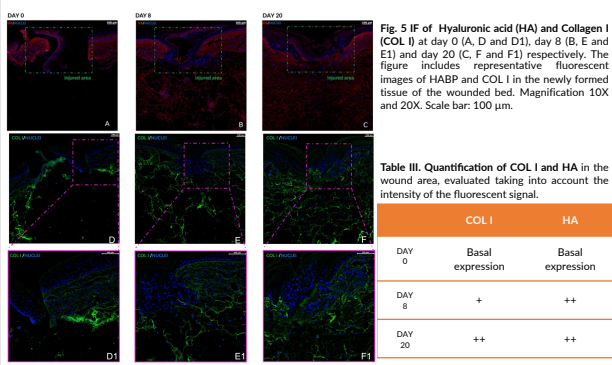 DAY 0
DAY 8
DAY 20
Injured area
Injured area
Injured area
A
B
C
COL I/NUCLEI
COL I/NUCLEI
COL I/NUCLEI
D
E
F
COL I/NUCLEI
COL I/NUCLEI
COL I/NUCLEI
D1
E1
F1
Fig. 5 IF of Hyaluronic acid (HA) and Collagen I
(COL I) at day 0 (A, D and D1), day 8 (B, E and
E1) and day 20 (C, F and F1) respectively. The
figure includes representative fluorescent
images of HABP and COL I in the newly formed
tissue of the wounded bed. Magnification 10X
and 20X. Scale bar: 100 μm.
Table III. Quantification of COL I and HA in the
wound area, evaluated taking into account the
intensity of the fluorescent signal.
COL I HA
DAY 0 Basal expression Basal expression
DAY 8 + ++
DAY 20 ++ ++